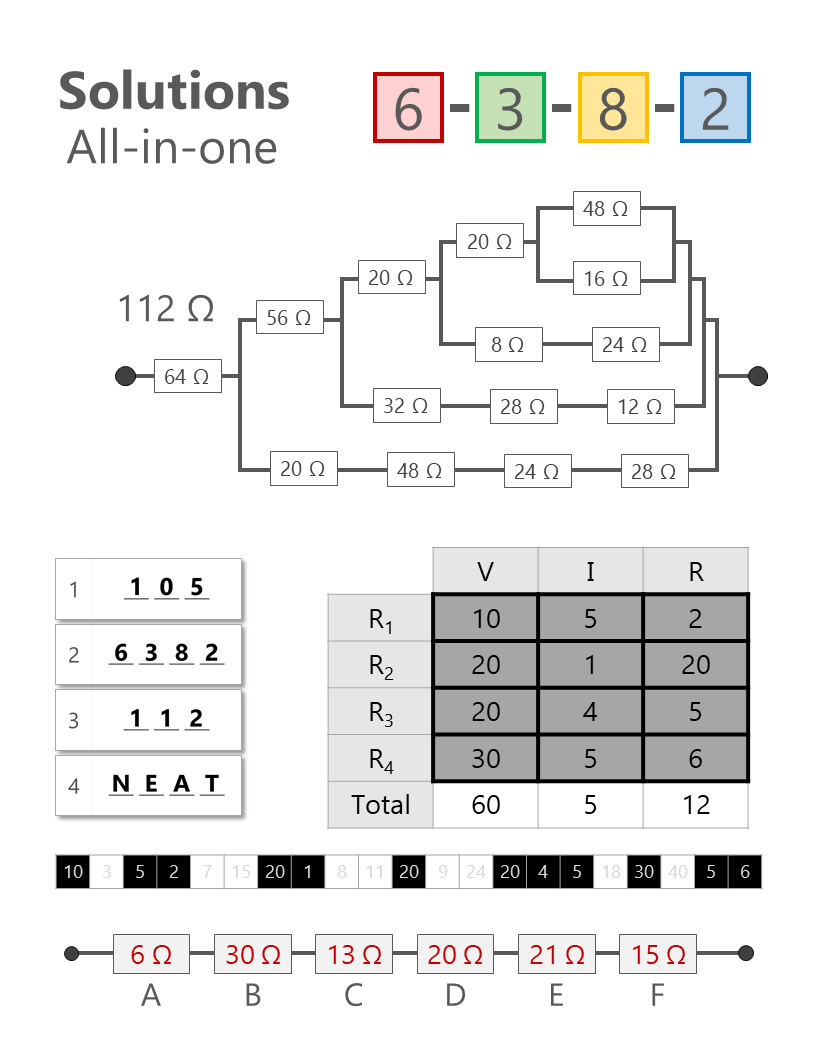 Solutions
All-in-one
6 - 3 - 8 - 2
48 Ω
20 Ω
20 Ω
16 Ω
112 Ω
56 Ω
8 Ω
24 Ω
64 Ω
32 Ω
28 Ω
12 Ω
20 Ω
48 Ω
24 Ω
28 Ω
1 1 0 5
2 6 3 8 2
3 1 1 2
4 N E A T
V I R
R1 10 5 2
R2 20 1 20
R3 20 4 5
R4 30 5 6
Total 60 5 12
10 3 5 2 7 15 20 1 8 11 20 9 24 20 4 5 18 30 40 5 6
6 Ω 30 Ω 13 Ω 20 Ω 21 Ω 15 Ω
A B C D E F